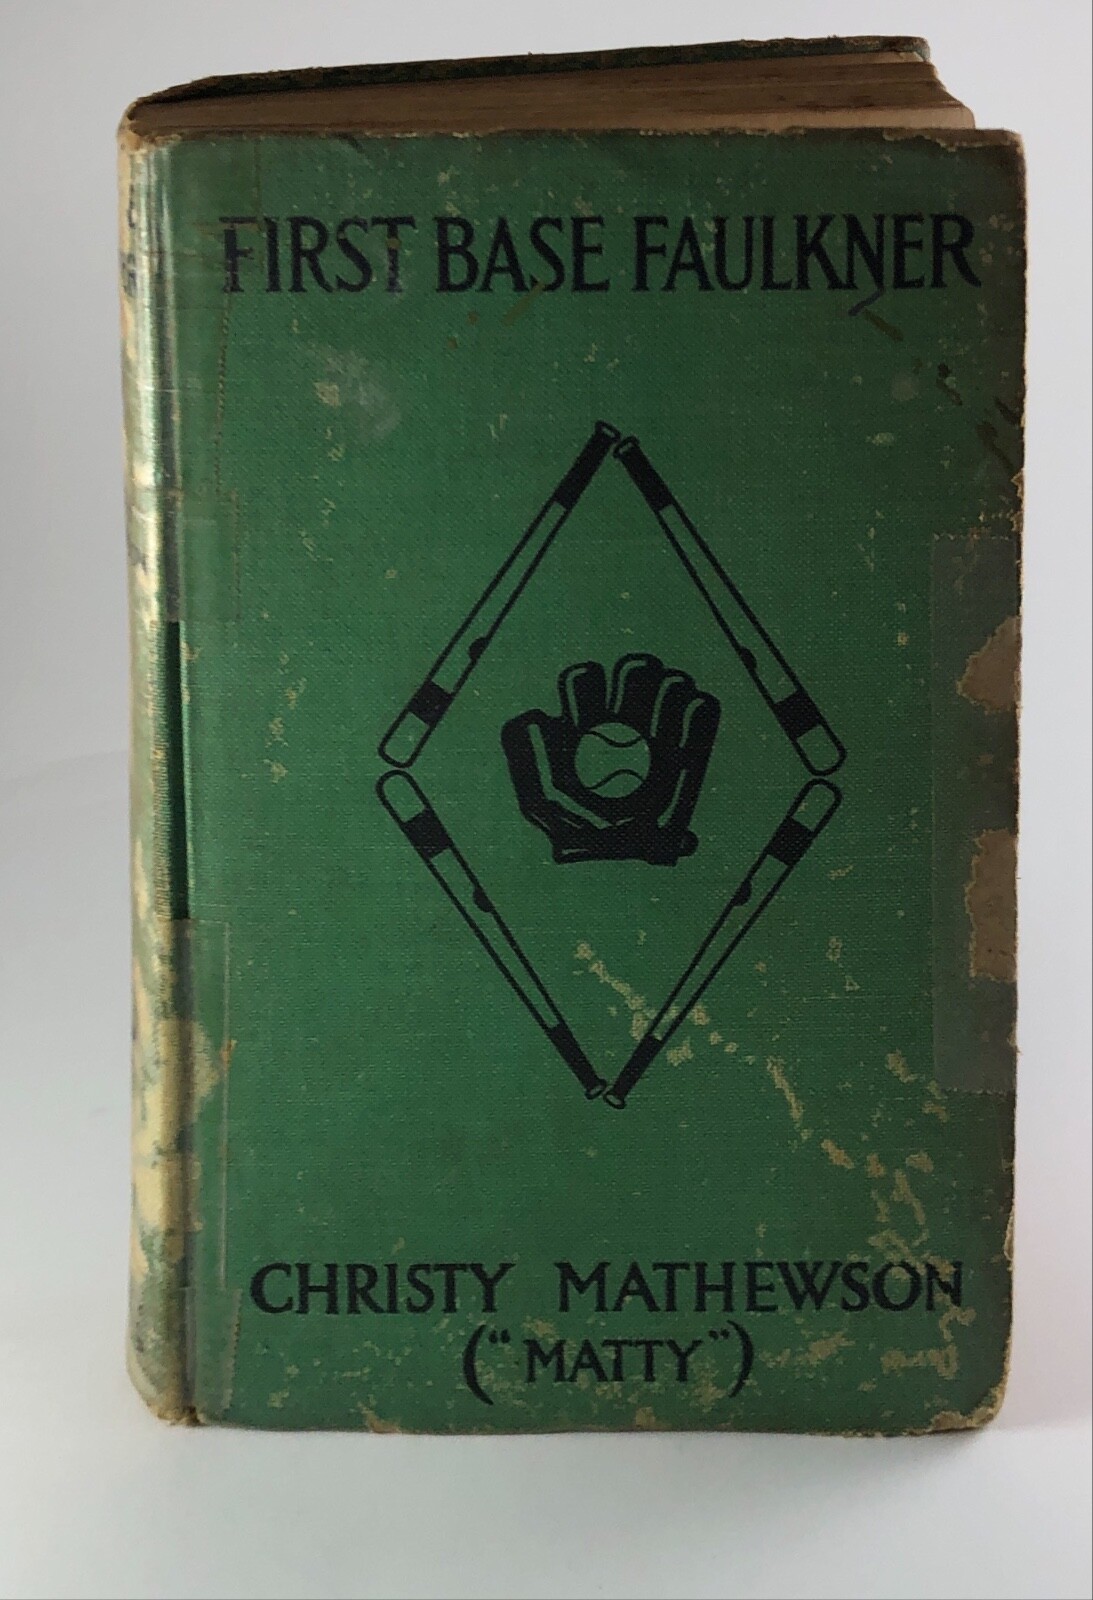 FIRST BASE FAULKNER
CHRISTY MATHEWSON
("MATTY")